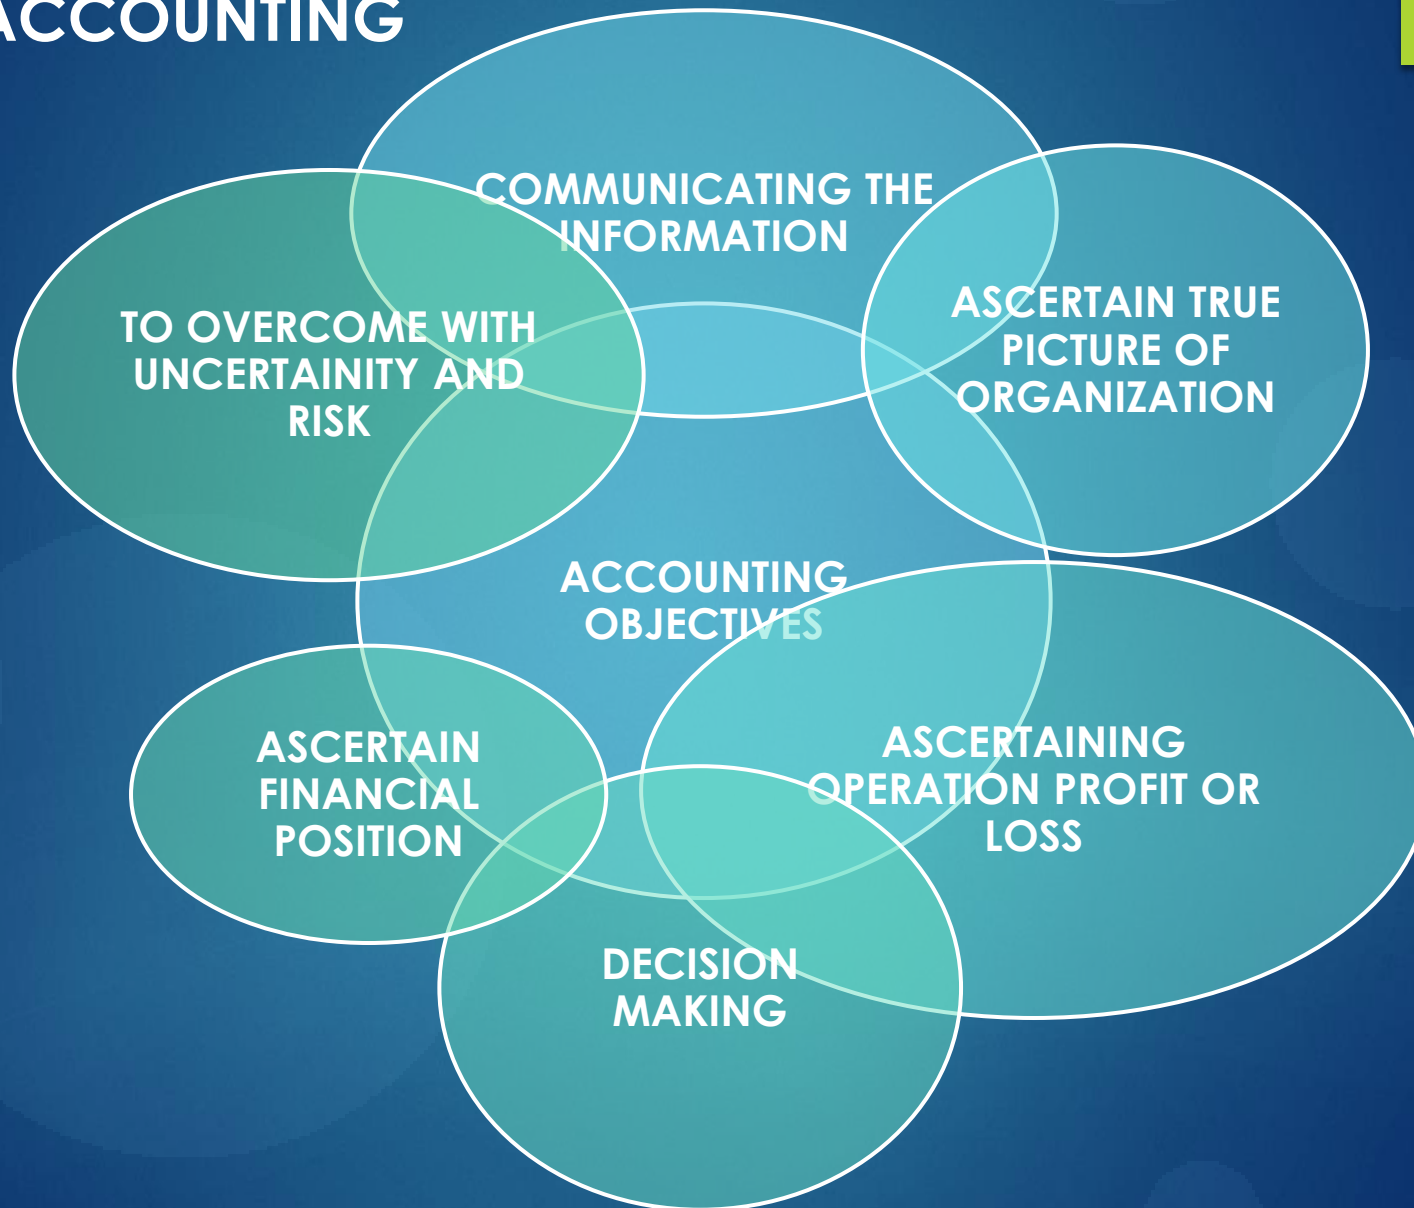 ACCOUNTING
COMMUNICATING THE
INFORMATION
ASCERTAIN TRUE
PICTURE OF
ORGANIZATION
TO OVERCOME WITH
UNCERTAINITY AND
RISK
ACCOUNTING
OBJECTIVES
ASCERTAINING
OPERATION PROFIT OR
LOSS
ASCERTAIN
FINANCIAL
POSITION
DECISION
MAKING